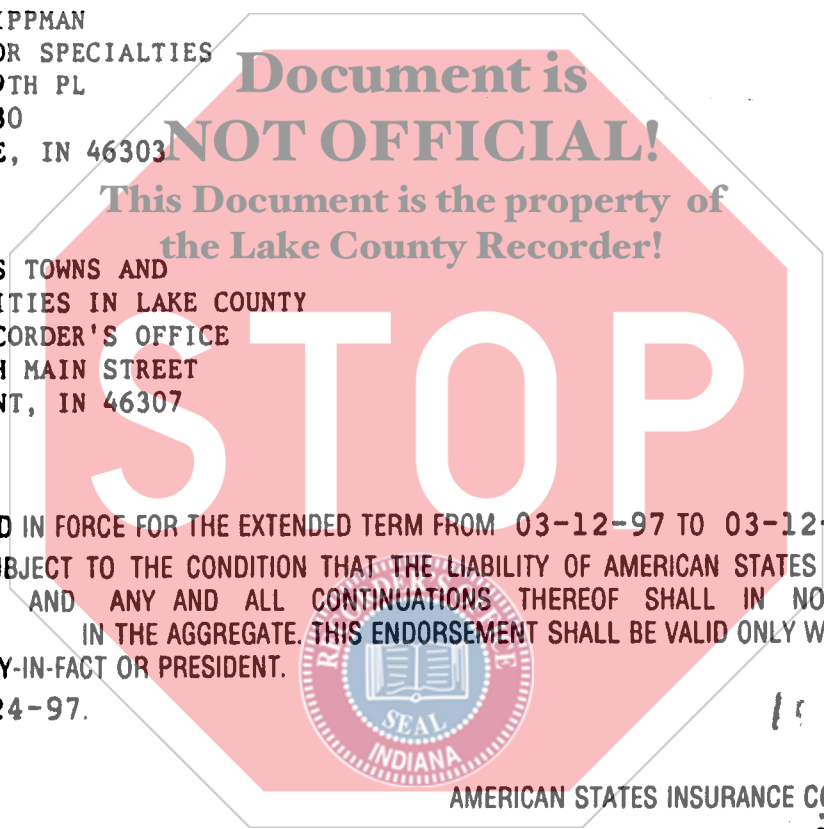 IPPMAN
OR SPECIALTIES
9TH PL
30
E, IN 46303
Document is
NOT OFFICIAL!
This Document is the property of
the Lake County Recorder!
S TOWNS AND
ITIES IN LAKE COUNTY
CORDER'S OFFICE
H MAIN STREET
NT, IN 46307
STOP
D IN FORCE FOR THE EXTENDED TERM FROM 03-12-97 TO 03-12-
BJECT TO THE CONDITION THAT THE LIABILITY OF AMERICAN STATES
AND ANY AND ALL CONTINUATIONS THEREOF SHALL IN NO
IN THE AGGREGATE. THIS ENDORSEMENT SHALL BE VALID ONLY W
Y-IN-FACT OR PRESIDENT.
24-97.
RECORDER'S OFFICE
SEAL
INDIANA
AMERICAN STATES INSURANCE CO